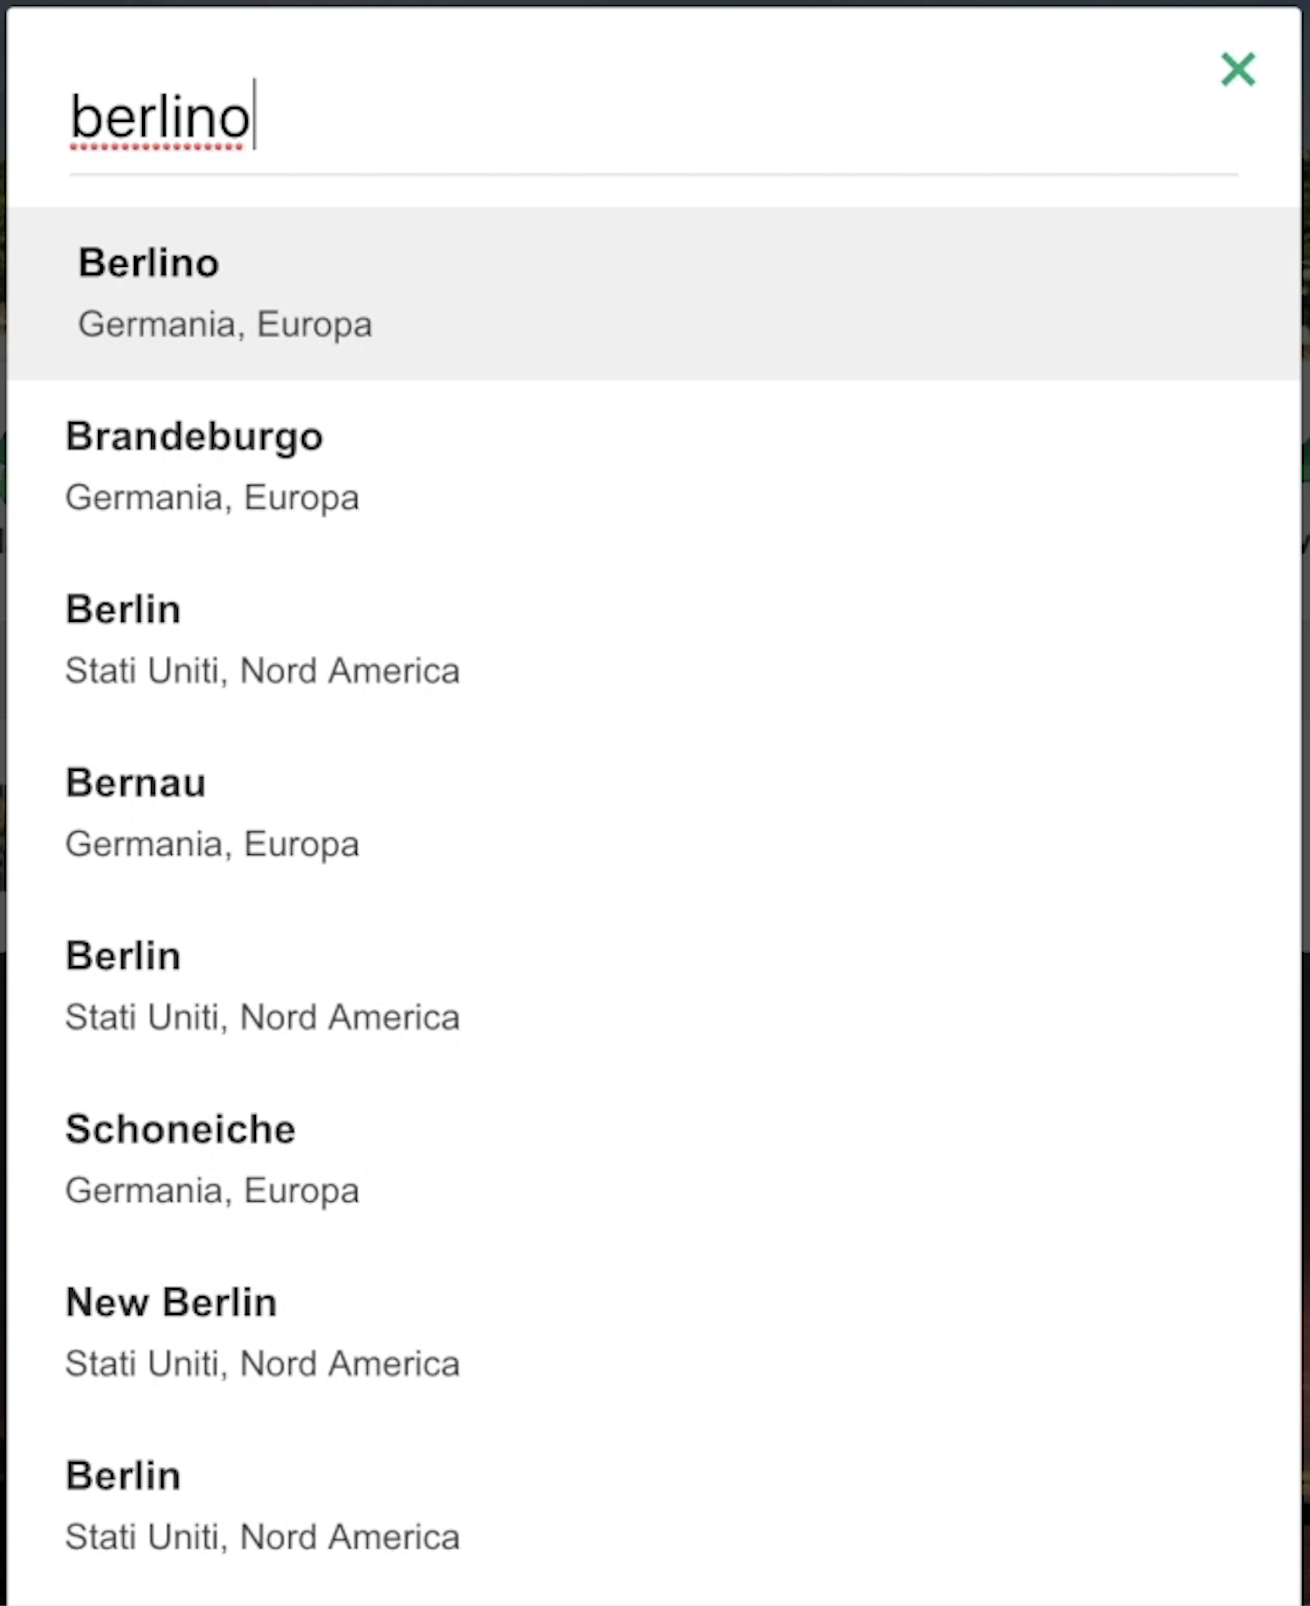 berlino
Berlino
Germania, Europa
Brandeburgo
Germania, Europa
Berlin
Stati Uniti, Nord America
Bernau
Germania, Europa
Berlin
Stati Uniti, Nord America
Schoneiche
Germania, Europa
New Berlin
Stati Uniti, Nord America
Berlin
Stati Uniti, Nord America